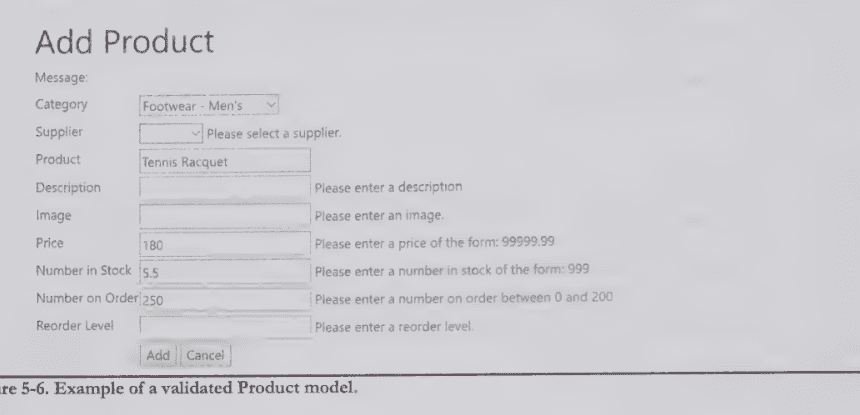 Add Product
Message:
Category Footwear - Men's
Supplier Please select a supplier.
Product Tennis Racquet
Description Please enter a description
Image Please enter an image.
Price 180 Please enter a price of the form: 99999.99
Number in Stock 5.5 Please enter a number in stock of the form: 999
Number on Order 250 Please enter a number on order between 0 and 200
Reorder Level Please enter a reorder level.
Add Cancel
re 5-6. Example of a validated Product model.